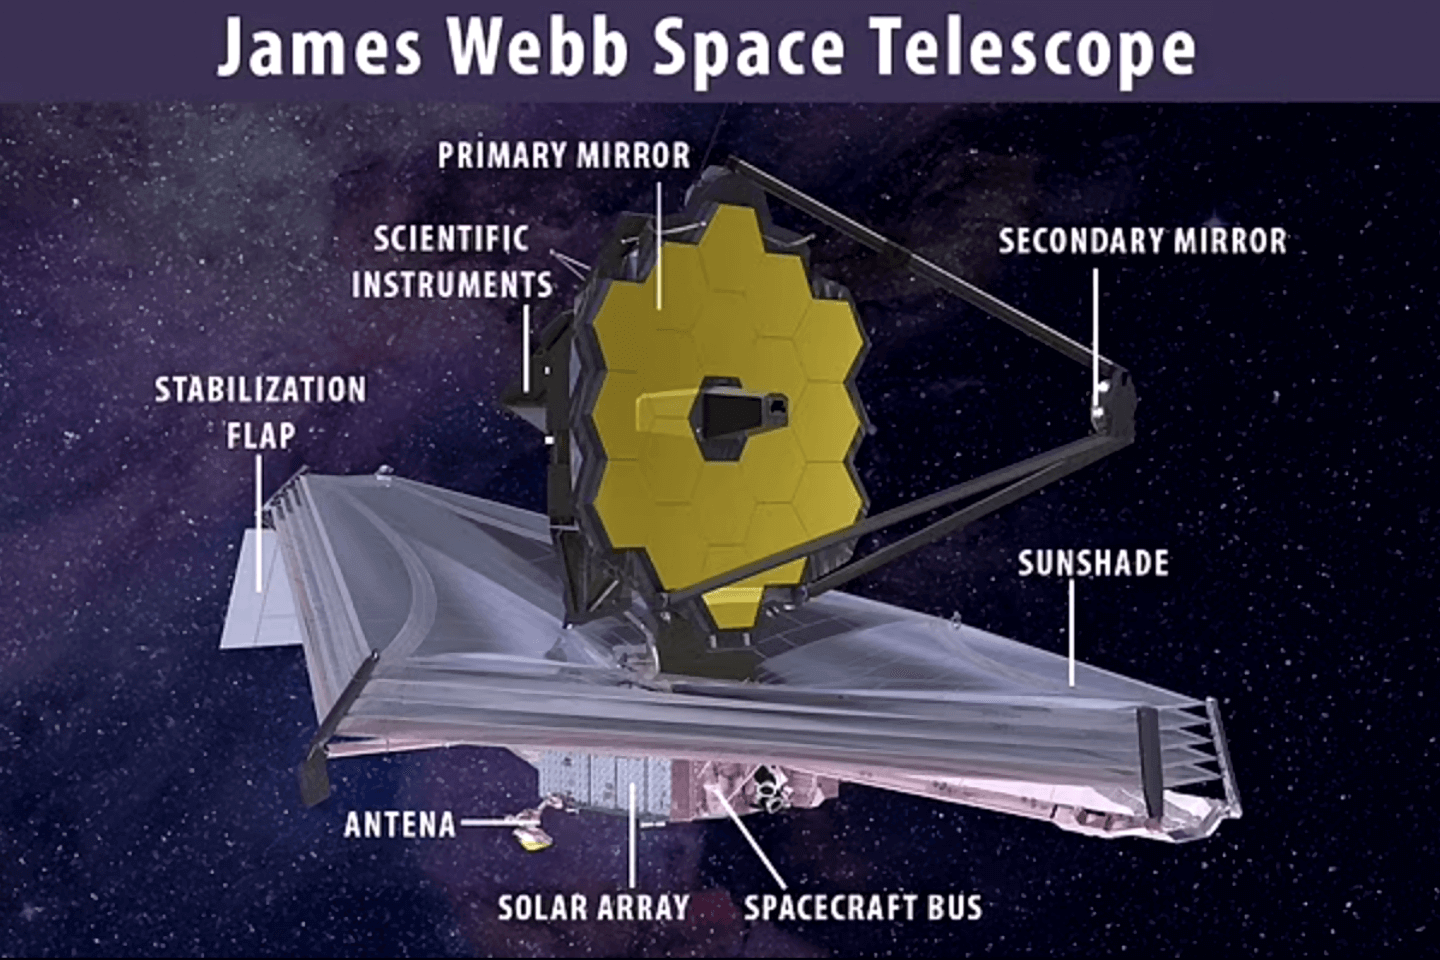 James Webb Space Telescope
PRIMARY MIRROR
SCIENTIFIC
INSTRUMENTS
SECONDARY MIRROR
STABILIZATION
FLAP
SUNSHADE
ANTENA
SOLAR ARRAY
SPACECRAFT BUS